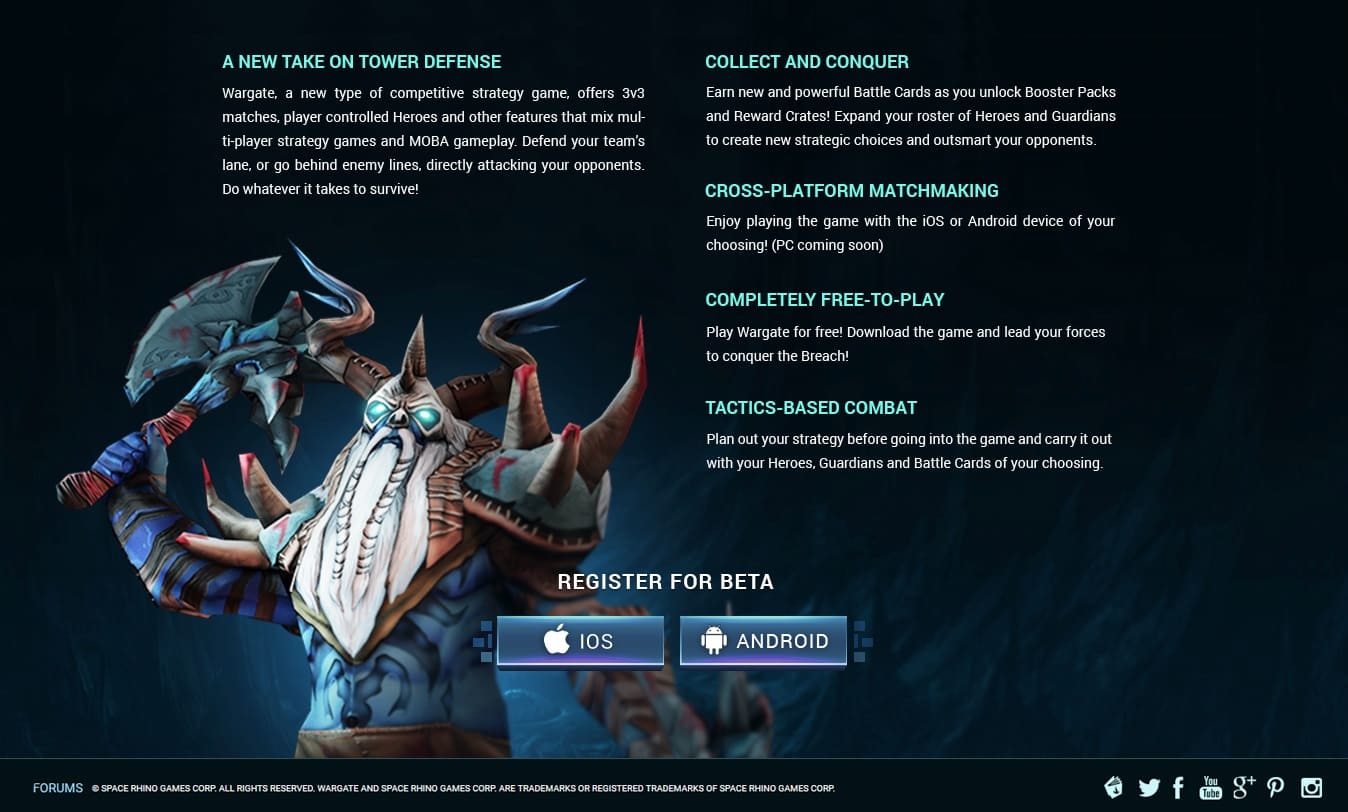 A NEW TAKE ON TOWER DEFENSE
Wargate, a new type of competitive strategy game, offers 3v3
matches, player controlled Heroes and other features that mix mul-
ti-player strategy games and MOBA gameplay. Defend your team's
lane, or go behind enemy lines, directly attacking your opponents.
Do whatever it takes to survive!
COLLECT AND CONQUER
Earn new and powerful Battle Cards as you unlock Booster Packs
and Reward Crates! Expand your roster of Heroes and Guardians
to create new strategic choices and outsmart your opponents.
CROSS-PLATFORM MATCHMAKING
Enjoy playing the game with the iOS or Android device of your
choosing! (PC coming soon)
COMPLETELY FREE-TO-PLAY
Play Wargate for free! Download the game and lead your forces
to conquer the Breach!
TACTICS-BASED COMBAT
Plan out your strategy before going into the game and carry it out
with your Heroes, Guardians and Battle Cards of your choosing.
REGISTER FOR BETA
IOS
ANDROID
FORUMS © SPACE RHINO GAMES CORP. ALL RIGHTS RESERVED. WARGATE AND SPACE RHINO GAMES CORP. ARE TRADEMARKS OR REGISTERED TRADEMARKS OF SPACE RHINO GAMES CORP.
You
Tube
g+